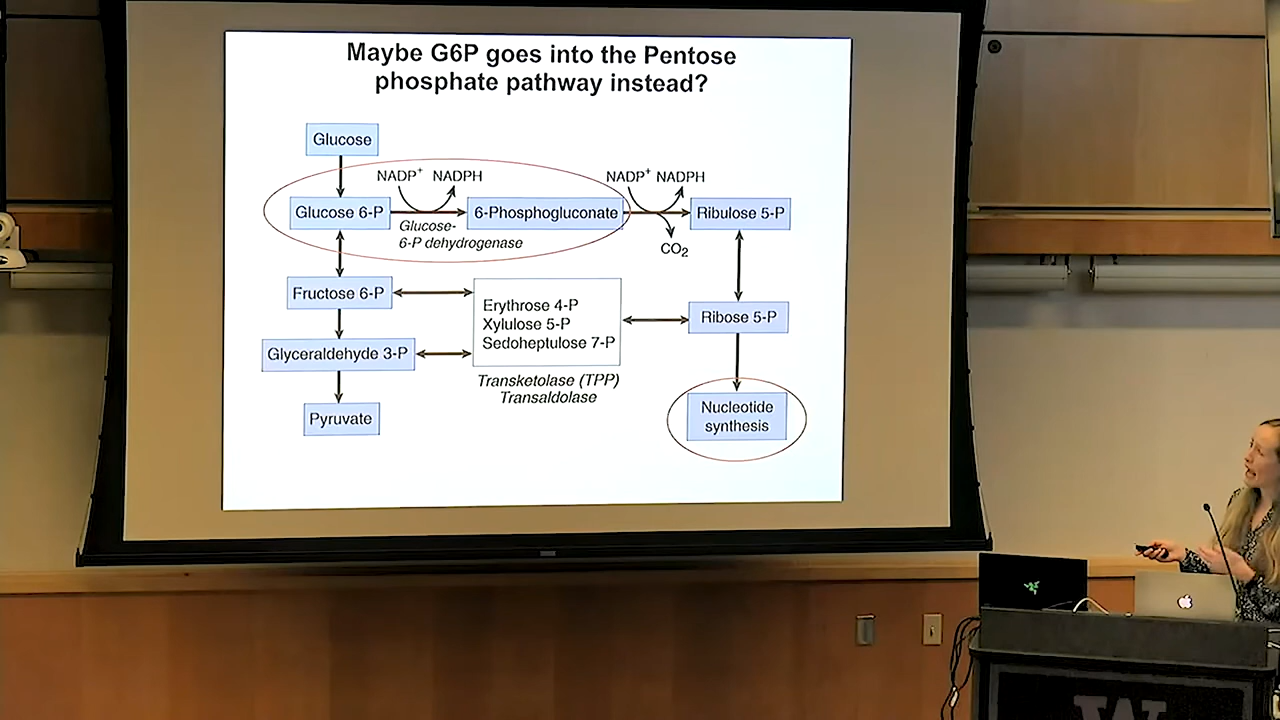 Maybe G6P goes into the Pentose
phosphate pathway instead?
Glucose
NADP+ NADPH
NADP+ NADPH
Glucose 6-P
6-Phosphogluconate
Ribulose 5-P
Glucose-
6-P dehydrogenase
CO2
Fructose 6-P
Erythrose 4-P
Xylulose 5-P
Sedoheptulose 7-P
Ribose 5-P
Glyceraldehyde 3-P
Transketolase (TPP)
Transaldolase
Pyruvate
Nucleotide
synthesis
W